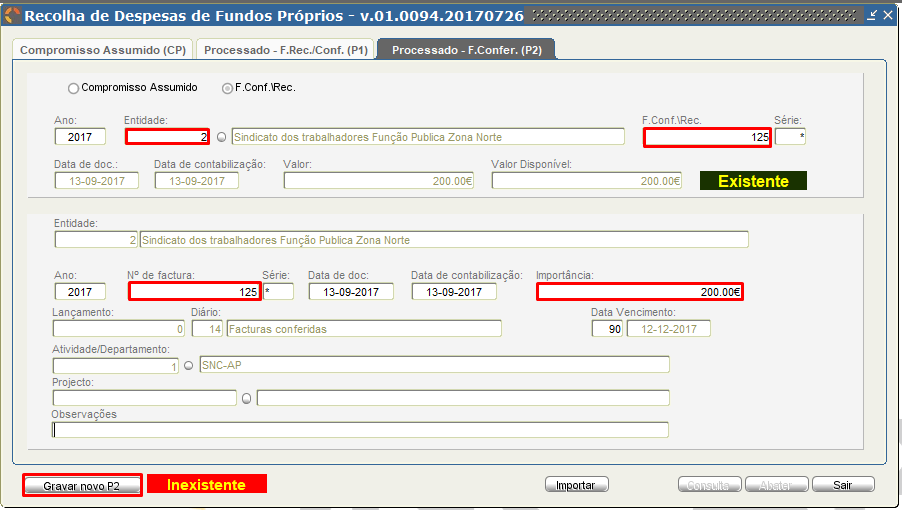 Recolha de Despesas de Fundos Próprios - v.01.0094.20170726
Compromisso Assumido (CP) Processado - F.Rec./Conf. (P1) Processado - F.Confer. (P2)
Compromisso Assumido F.Conf.\Rec.
Ano: Entidade: F.Conf.\Rec. Série:
2017 2 Sindicato dos trabalhadores Função Publica Zona Norte 125 *
Data de doc.: Data de contabilização: Valor: Valor Disponível:
13-09-2017 13-09-2017 200.00€ 200.00€ Existente
Entidade:
2 Sindicato dos trabalhadores Função Publica Zona Norte
Ano: Nº de factura: Série: Data de doc: Data de contabilização: Importância:
2017 125 * 13-09-2017 13-09-2017 200.00€
Lançamento: Diário: Data Vencimento:
0 14 Facturas conferidas 90 12-12-2017
Atividade/Departamento:
1 SNC-AP
Projecto:
Observações
Gravar novo P2 Inexistente Importar Consulta Abater Sair